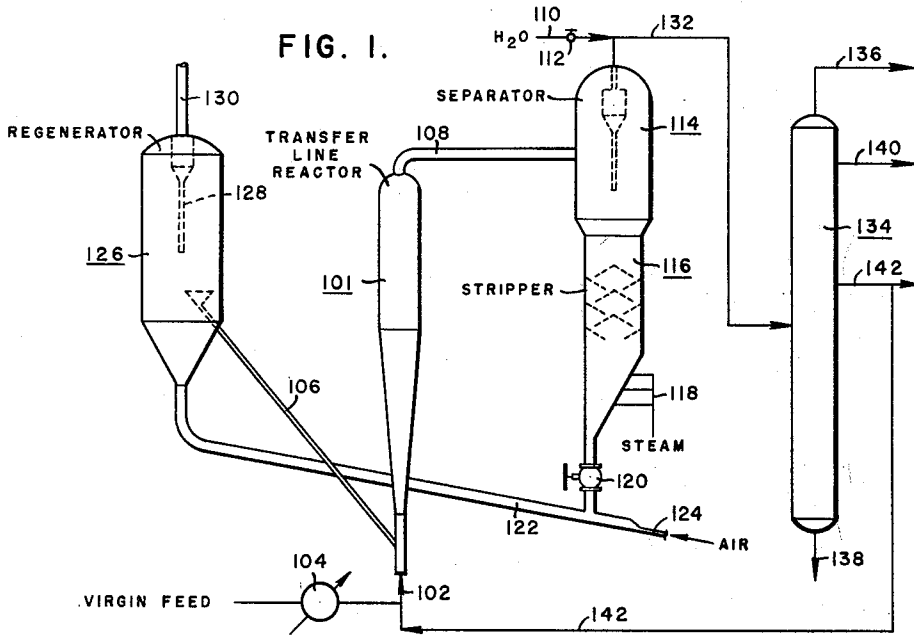 FIG. 1.
110
H₂O
112
132
136
130
SEPARATOR
114
REGENERATOR
TRANSFER
LINE
REACTOR
108
140
128
134
126
101
116
142
STRIPPER
106
118
STEAM
120
122
124
AIR
138
104
102
VIRGIN FEED
142